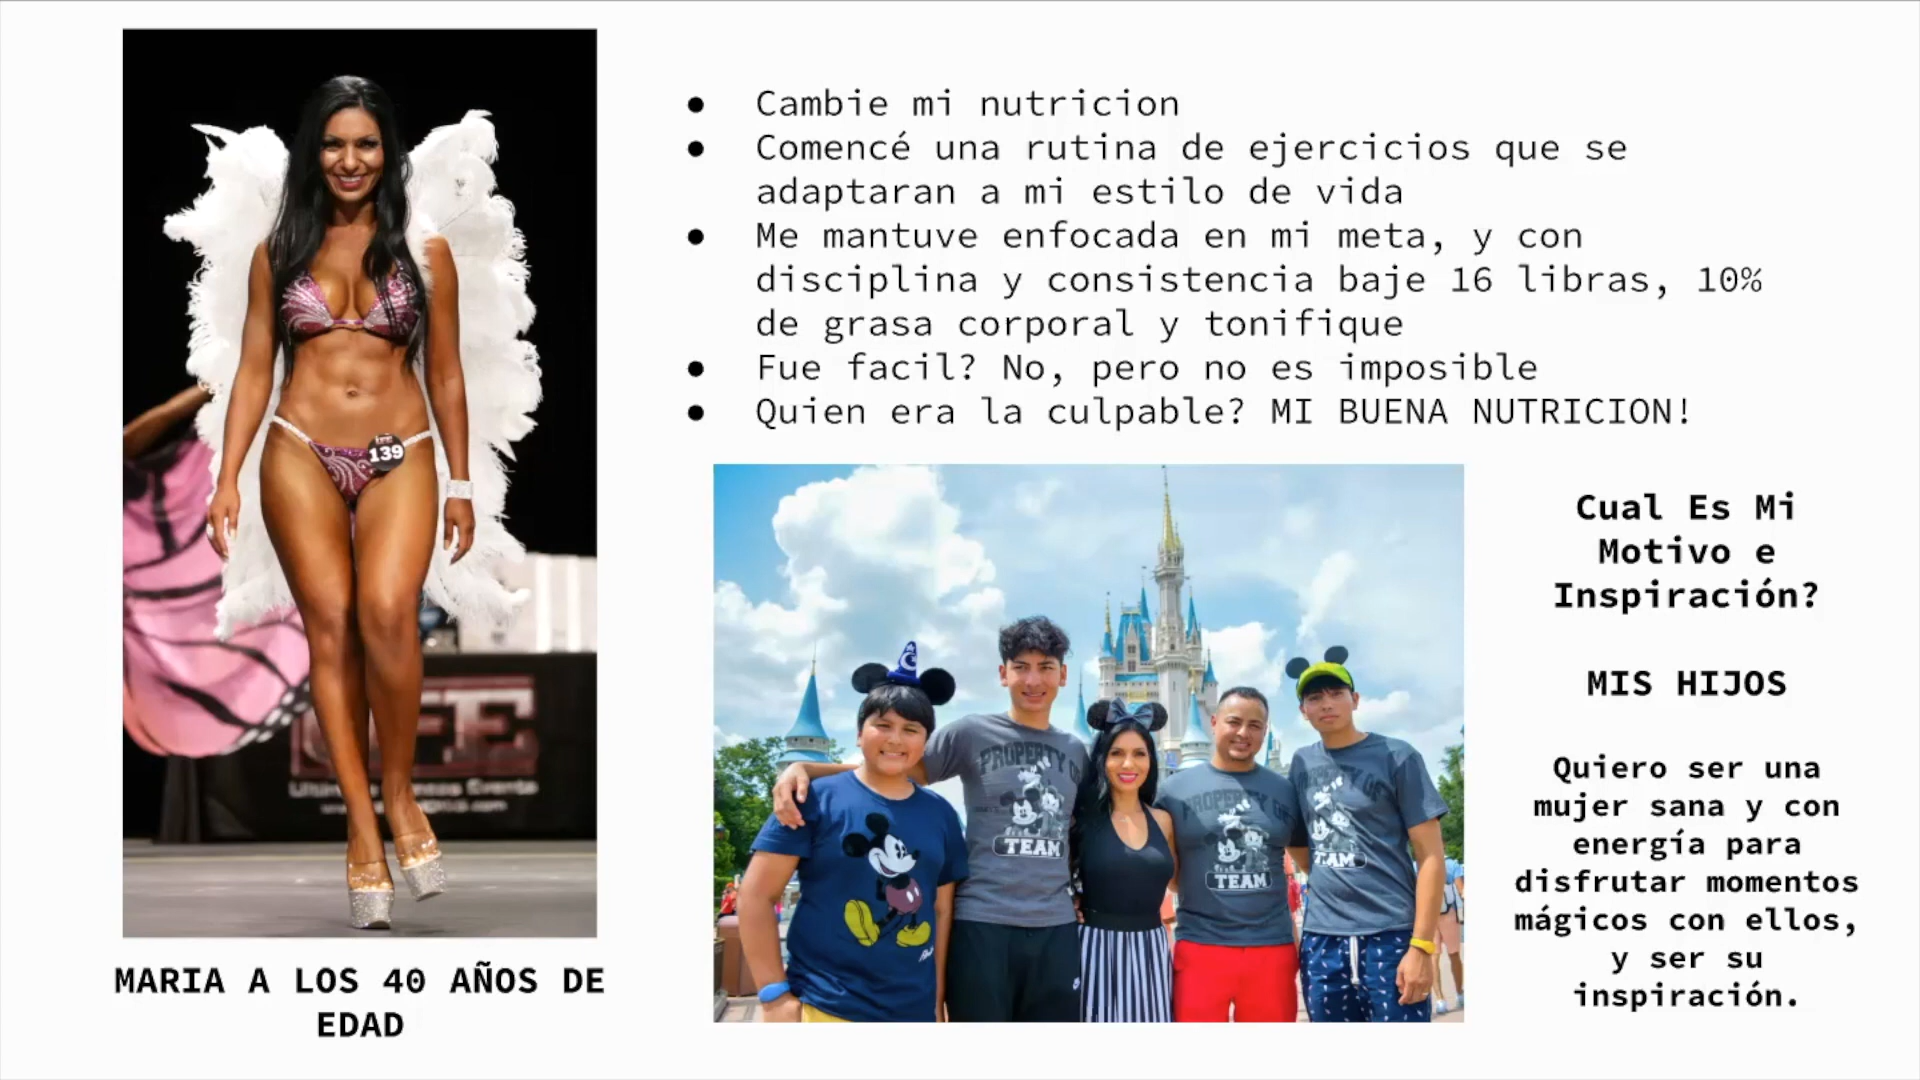 ● Cambie mi nutricion
● Comencé una rutina de ejercicios que se
adaptaran a mi estilo de vida
● Me mantuve enfocada en mi meta, y con
disciplina y consistencia baje 16 libras, 10%
de grasa corporal y tonifique
● Fue facil? No, pero no es imposible
● Quien era la culpable? MI BUENA NUTRICION!
139
MARIA A LOS 40 AÑOS DE
EDAD
PROPERTY OF
TEAM
PROPERTY OF
TEAM
PROPERTY OF
TEAM
Cual Es Mi
Motivo e
Inspiración?
MIS HIJOS
Quiero ser una
mujer sana y con
energía para
disfrutar momentos
mágicos con ellos,
y ser su
inspiración.